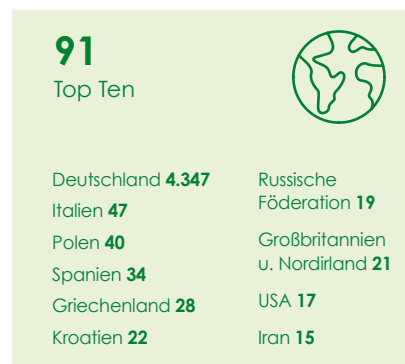 91
Top Ten
Deutschland 4.347
Italien 47
Polen 40
Spanien 34
Griechenland 28
Kroatien 22
Russische
Föderation 19
Großbritannien
u. Nordirland 21
USA 17
Iran 15